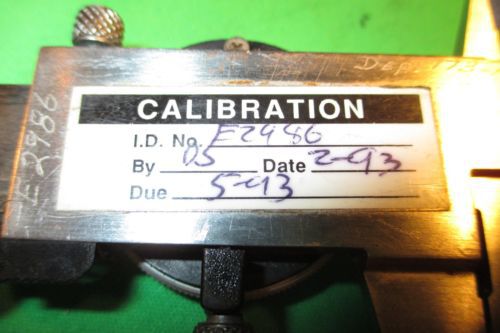 CALIBRATION
I.D. No. E2986
By DS Date 2-93
Due 5-93
E2986